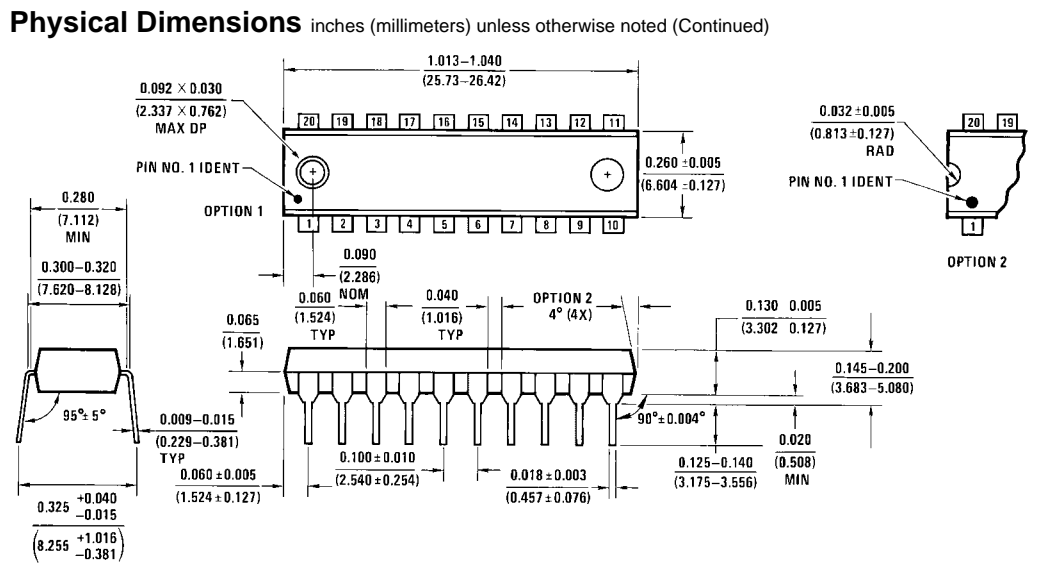 Physical Dimensions inches (millimeters) unless otherwise noted (Continued)
1.013–1.040
(25.73–26.42)
0.092 × 0.030
(2.337 × 0.762)
MAX DP
20 19 18 17 16 15 14 13 12 11
PIN NO. 1 IDENT
OPTION 1
1 2 3 4 5 6 7 8 9 10
0.260 ±0.005
(6.604 ±0.127)
0.032 ±0.005
(0.813±0.127)
RAD
20 19
PIN NO. 1 IDENT
1
OPTION 2
0.280
(7.112)
MIN
0.300–0.320
(7.620–8.128)
0.090
(2.286)
NOM
0.065
(1.651)
0.060
(1.524)
TYP
0.040
(1.016)
TYP
OPTION 2
4° (4X)
0.130 0.005
(3.302 0.127)
0.145–0.200
(3.683–5.080)
95°± 5°
0.009–0.015
(0.229–0.381)
TYP
90°±0.004°
0.020
(0.508)
MIN
0.125–0.140
(3.175–3.556)
0.100 ±0.010
(2.540 ±0.254)
0.018 ±0.003
(0.457 ±0.076)
0.060 ±0.005
(1.524 ±0.127)
0.325 +0.040
−0.015
(8.255 +1.016
−0.381)